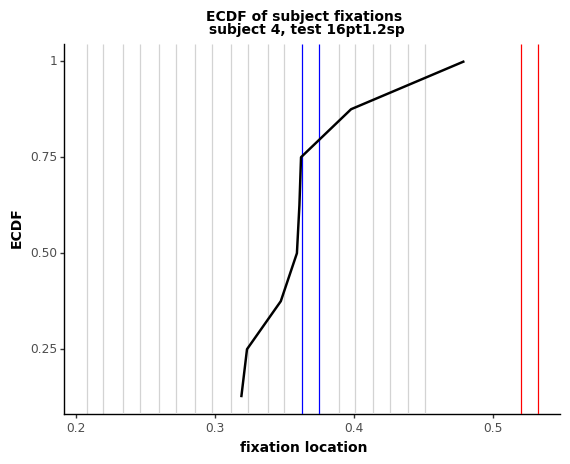 ECDF of subject fixations
subject 4, test 16pt1.2sp
1
0.75
0.50
0.25
ECDF
0.2 0.3 0.4 0.5
fixation location